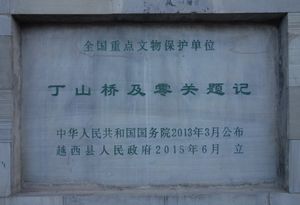 全国重点文物保护单位
丁山桥及零关题记
中华人民共和国国务院2013年3月公布
越西县人民政府2015年6月 立